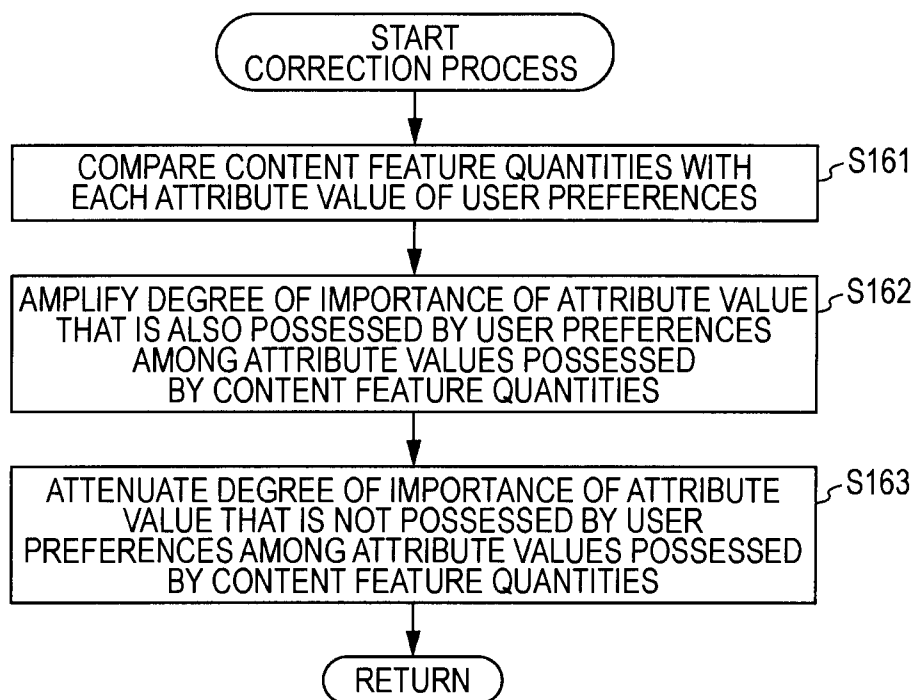 START
CORRECTION PROCESS
COMPARE CONTENT FEATURE QUANTITIES WITH
EACH ATTRIBUTE VALUE OF USER PREFERENCES
S161
AMPLIFY DEGREE OF IMPORTANCE OF ATTRIBUTE VALUE
THAT IS ALSO POSSESSED BY USER PREFERENCES
AMONG ATTRIBUTE VALUES POSSESSED
BY CONTENT FEATURE QUANTITIES
S162
ATTENUATE DEGREE OF IMPORTANCE OF ATTRIBUTE
VALUE THAT IS NOT POSSESSED BY USER
PREFERENCES AMONG ATTRIBUTE VALUES POSSESSED
BY CONTENT FEATURE QUANTITIES
S163
RETURN